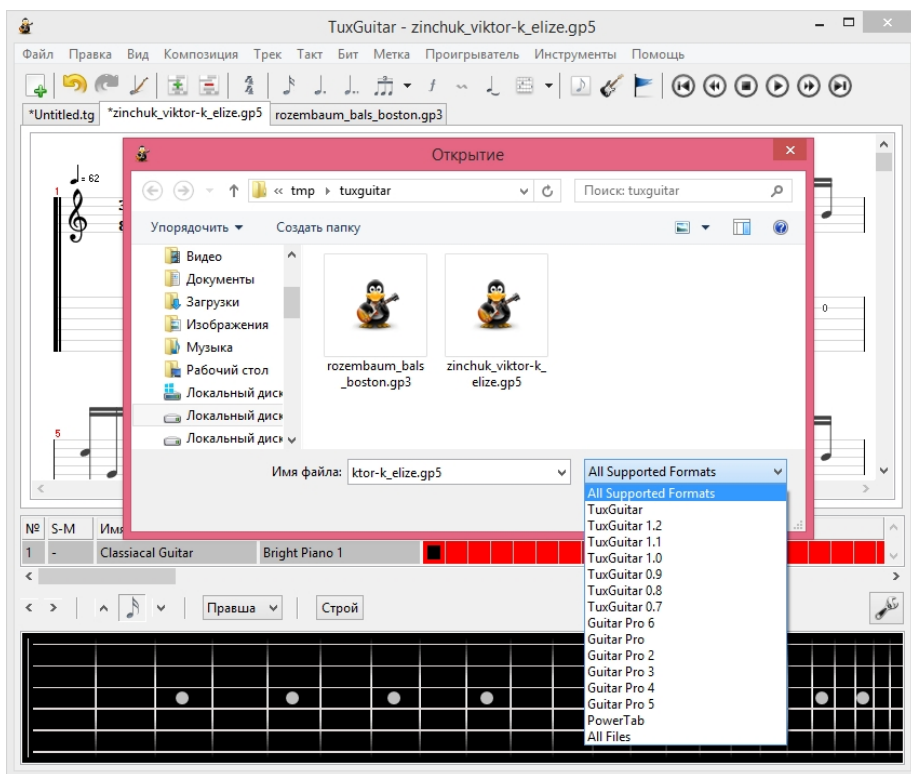 TuxGuitar - zinchuk_viktor-k_elize.gp5
Файл Правка Вид Композиция Трек Такт Бит Метка Проигрыватель Инструменты Помощь
*Untitled.tg *zinchuk_viktor-k_elize.gp5 rozembaum_bals_boston.gp3
= 62
1
Открытие
« tmp tuxguitar Поиск: tuxguitar
Упорядочить Создать папку
Видео
Документы
Загрузки
Изображения
Музыка
Рабочий стол
Локальный диск
Локальный диск
Локальный диск
rozembaum_bals
_boston.gp3
zinchuk_viktor-k_
elize.gp5
0
5
Имя файла: ktor-k_elize.gp5 All Supported Formats
All Supported Formats
TuxGuitar
TuxGuitar 1.2
TuxGuitar 1.1
TuxGuitar 1.0
TuxGuitar 0.9
TuxGuitar 0.8
TuxGuitar 0.7
Guitar Pro 6
Guitar Pro
Guitar Pro 2
Guitar Pro 3
Guitar Pro 4
Guitar Pro 5
PowerTab
All Files
№ S-M Имя
1 - Classiacal Guitar Bright Piano 1
Правша Строй